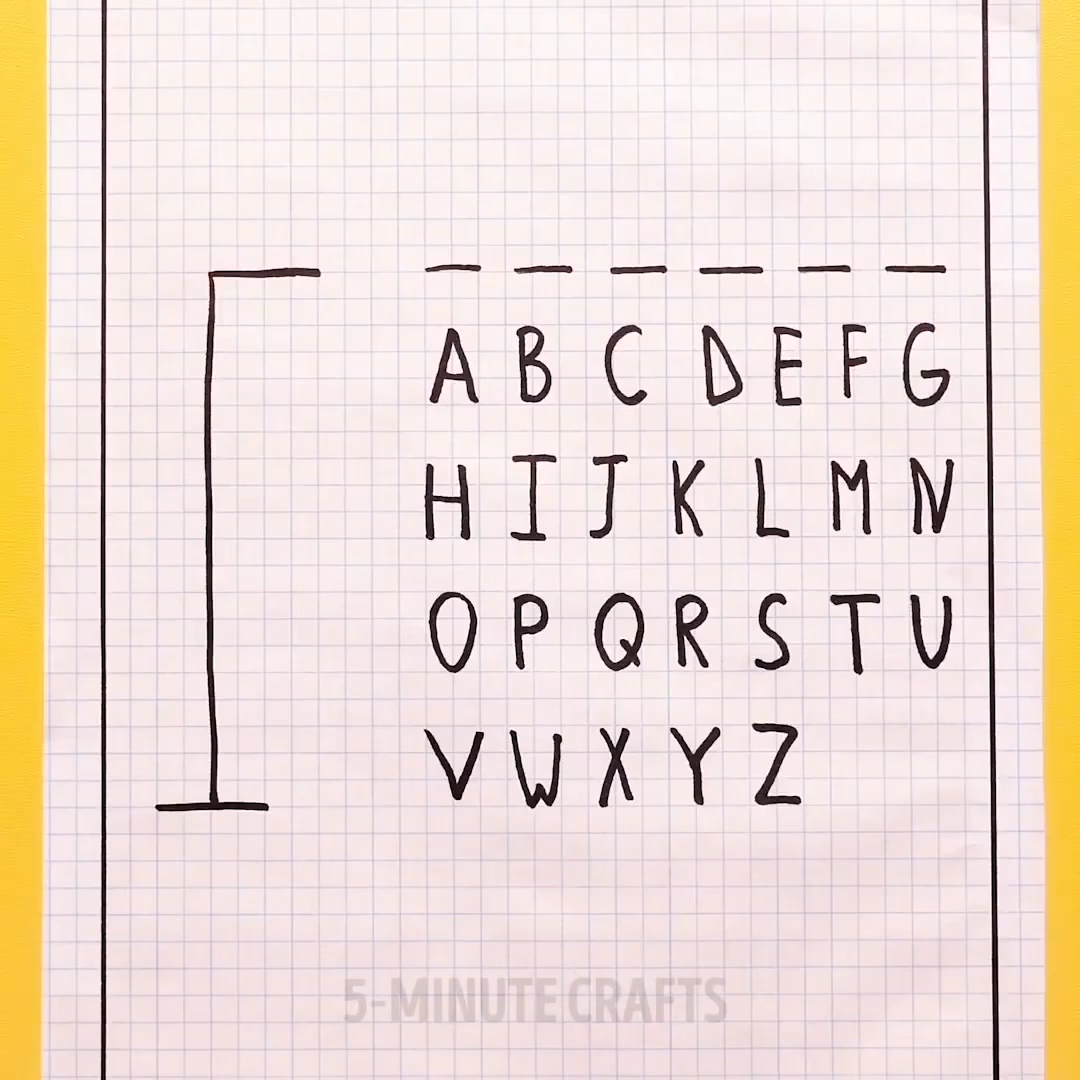 A B C D E F G
H I J K L M N
O P Q R S T U
V W X Y Z
5-MINUTE CRAFTS